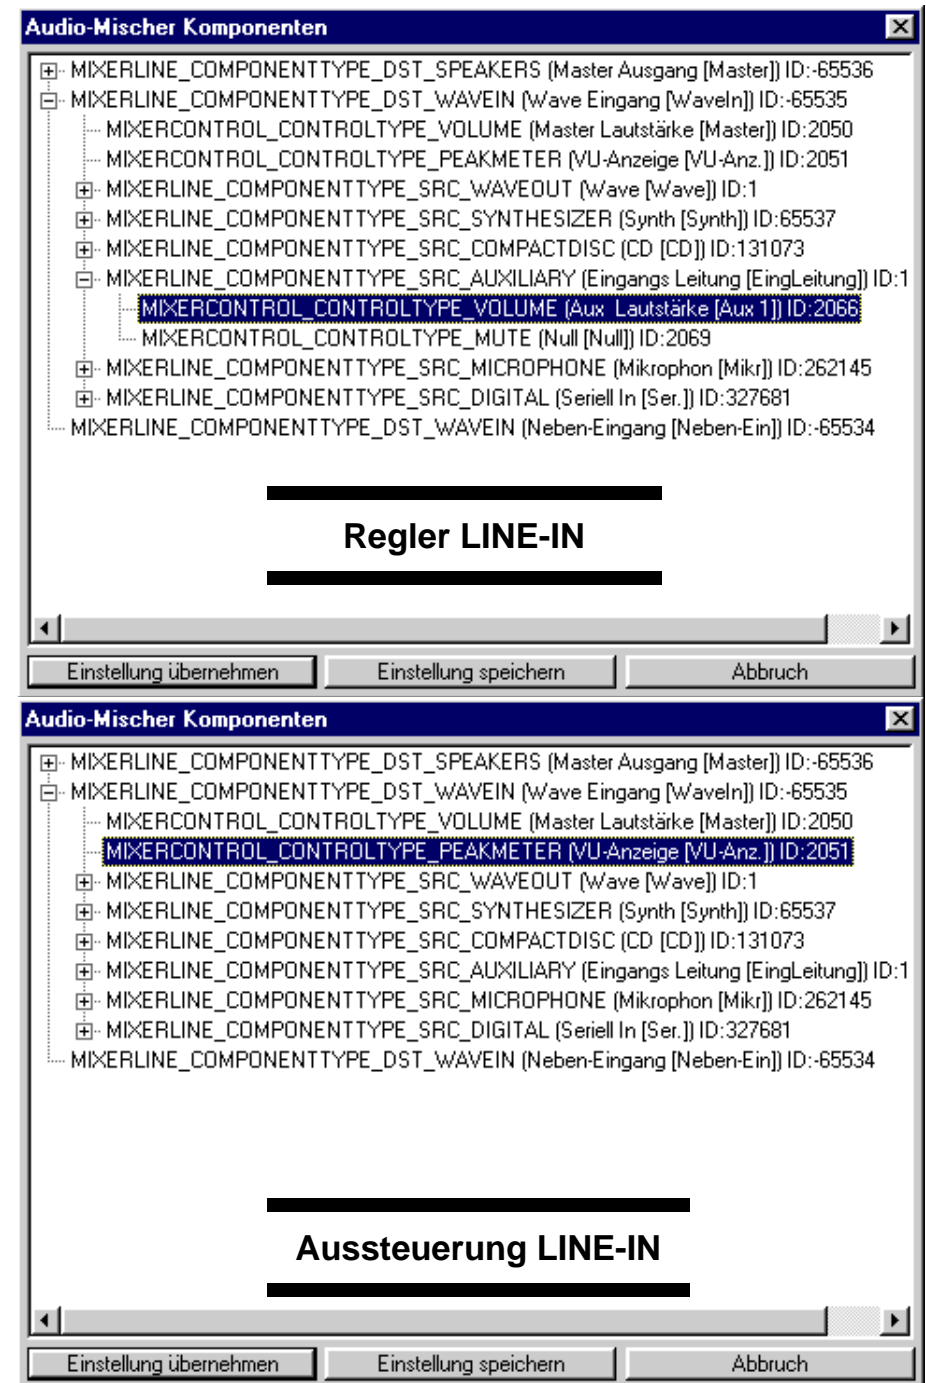 Audio-Mischer Komponenten
MIXERLINE_COMPONENTTYPE_DST_SPEAKERS (Master Ausgang [Master]) ID:-65536
MIXERLINE_COMPONENTTYPE_DST_WAVEIN (Wave Eingang [WaveIn]) ID:-65535
MIXERCONTROL_CONTROLTYPE_VOLUME (Master Lautstärke [Master]) ID:2050
MIXERCONTROL_CONTROLTYPE_PEAKMETER (VU-Anzeige [VU-Anz.]) ID:2051
MIXERLINE_COMPONENTTYPE_SRC_WAVEOUT (Wave [Wave]) ID:1
MIXERLINE_COMPONENTTYPE_SRC_SYNTHESIZER (Synth [Synth]) ID:65537
MIXERLINE_COMPONENTTYPE_SRC_COMPACTDISC (CD [CD]) ID:131073
MIXERLINE_COMPONENTTYPE_SRC_AUXILIARY (Eingangs Leitung [EingLeitung]) ID:1
MIXERCONTROL_CONTROLTYPE_VOLUME (Aux Lautstärke [Aux 1]) ID:2066
MIXERCONTROL_CONTROLTYPE_MUTE (Null [Null]) ID:2069
MIXERLINE_COMPONENTTYPE_SRC_MICROPHONE (Mikrophon [Mikr]) ID:262145
MIXERLINE_COMPONENTTYPE_SRC_DIGITAL (Seriell In [Ser.]) ID:327681
MIXERLINE_COMPONENTTYPE_DST_WAVEIN (Neben-Eingang [Neben-Ein]) ID:-65534
Regler LINE-IN
Einstellung übernehmen Einstellung speichern Abbruch
Audio-Mischer Komponenten
MIXERLINE_COMPONENTTYPE_DST_SPEAKERS (Master Ausgang [Master]) ID:-65536
MIXERLINE_COMPONENTTYPE_DST_WAVEIN (Wave Eingang [WaveIn]) ID:-65535
MIXERCONTROL_CONTROLTYPE_VOLUME (Master Lautstärke [Master]) ID:2050
MIXERCONTROL_CONTROLTYPE_PEAKMETER (VU-Anzeige [VU-Anz.]) ID:2051
MIXERLINE_COMPONENTTYPE_SRC_WAVEOUT (Wave [Wave]) ID:1
MIXERLINE_COMPONENTTYPE_SRC_SYNTHESIZER (Synth [Synth]) ID:65537
MIXERLINE_COMPONENTTYPE_SRC_COMPACTDISC (CD [CD]) ID:131073
MIXERLINE_COMPONENTTYPE_SRC_AUXILIARY (Eingangs Leitung [EingLeitung]) ID:1
MIXERLINE_COMPONENTTYPE_SRC_MICROPHONE (Mikrophon [Mikr]) ID:262145
MIXERLINE_COMPONENTTYPE_SRC_DIGITAL (Seriell In [Ser.]) ID:327681
MIXERLINE_COMPONENTTYPE_DST_WAVEIN (Neben-Eingang [Neben-Ein]) ID:-65534
Aussteuerung LINE-IN
Einstellung übernehmen Einstellung speichern Abbruch